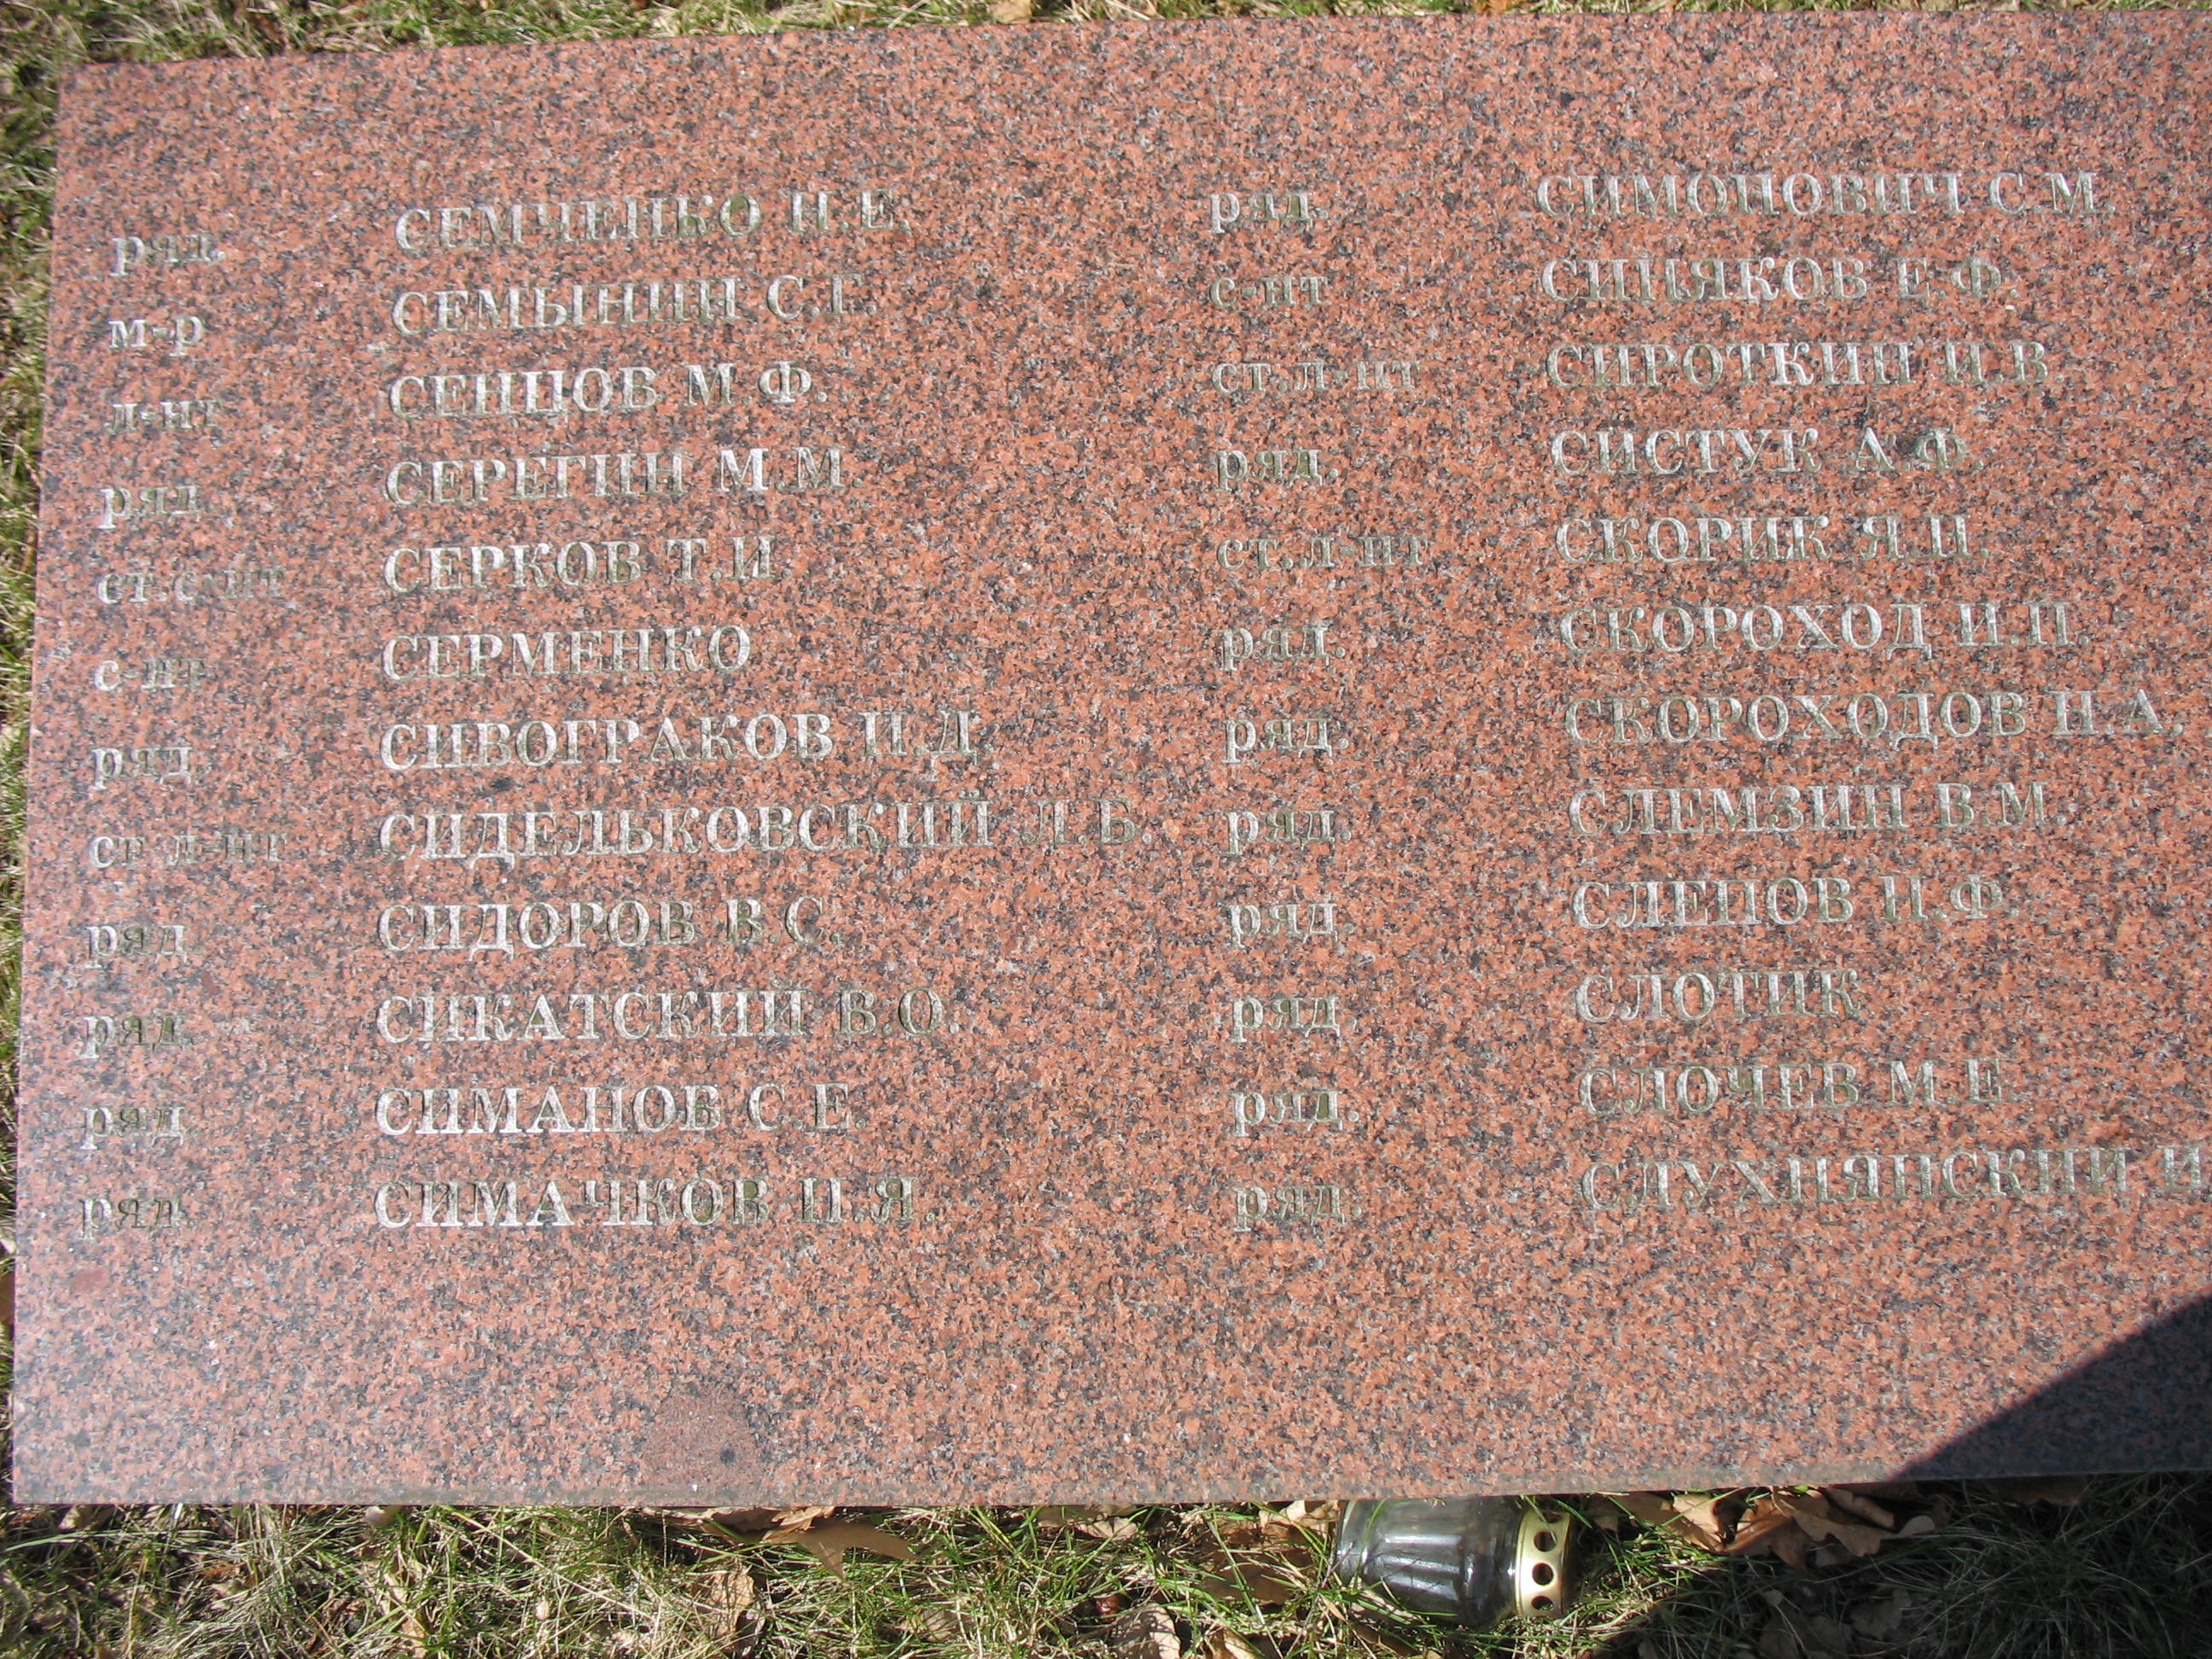 ряд. СЕМЧЕНКО Н.Е.
м-р СЕМЫНИН С.Г.
л-нт СЕНЦОВ М.Ф.
ряд. СЕРЕГИН М.М.
ст.с-нт СЕРКОВ Т.И.
с-нт СЕРМЕНКО
ряд. СИВОГРАКОВ И.Д.
ст.л-нт СИДЕЛЬКОВСКИЙ Л.Б.
ряд. СИДОРОВ В.С.
ряд. СИКАТСКИЙ В.О.
ряд. СИМАНОВ С.Е.
ряд. СИМАЧКОВ П.Я.
ряд. СИМОНОВИЧ С.М.
с-нт СИНЯКОВ Е.Ф.
ст.л-нт СИРОТКИН И.В.
ряд. СИСТУК А.Ф.
ст.л-нт СКОРИК Я.И.
ряд. СКОРОХОД И.П.
ряд. СКОРОХОДОВ Н.А.
ряд. СЛЕМЗИН В.М.
ряд. СЛЕПОВ Н.Ф.
ряд. СЛОТИК
ряд. СЛОЧЕВ М.Е.
ряд. СЛУХНЯНСКИЙ